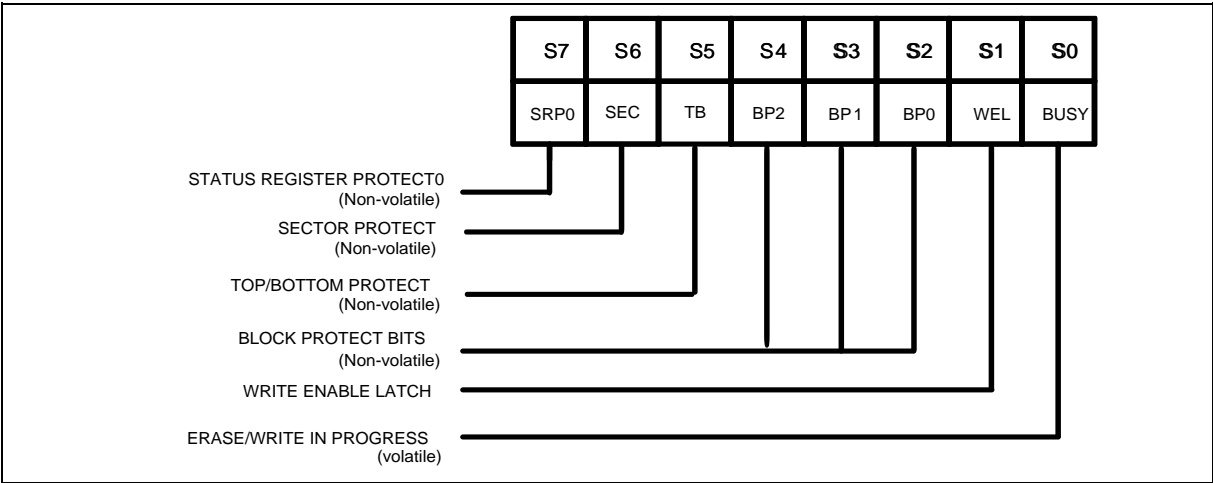 S7 S6 S5 S4 S3 S2 S1 S0
SRP0 SEC TB BP2 BP1 BP0 WEL BUSY
STATUS REGISTER PROTECT0
(Non-volatile)
SECTOR PROTECT
(Non-volatile)
TOP/BOTTOM PROTECT
(Non-volatile)
BLOCK PROTECT BITS
(Non-volatile)
WRITE ENABLE LATCH
ERASE/WRITE IN PROGRESS
(volatile)